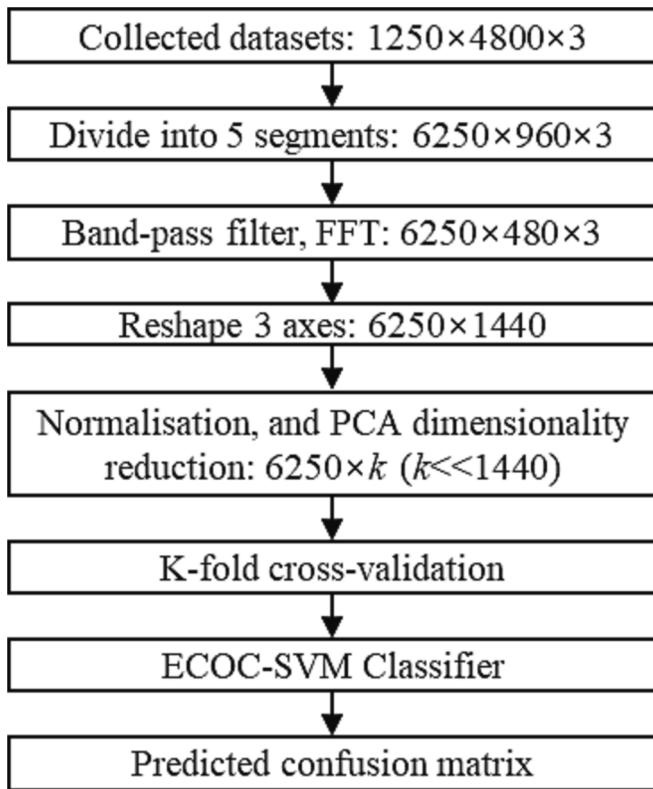 Collected datasets: 1250×4800×3
Divide into 5 segments: 6250×960×3
Band-pass filter, FFT: 6250×480×3
Reshape 3 axes: 6250×1440
Normalisation, and PCA dimensionality
reduction: 6250×k (k<<1440)
K-fold cross-validation
ECOC-SVM Classifier
Predicted confusion matrix